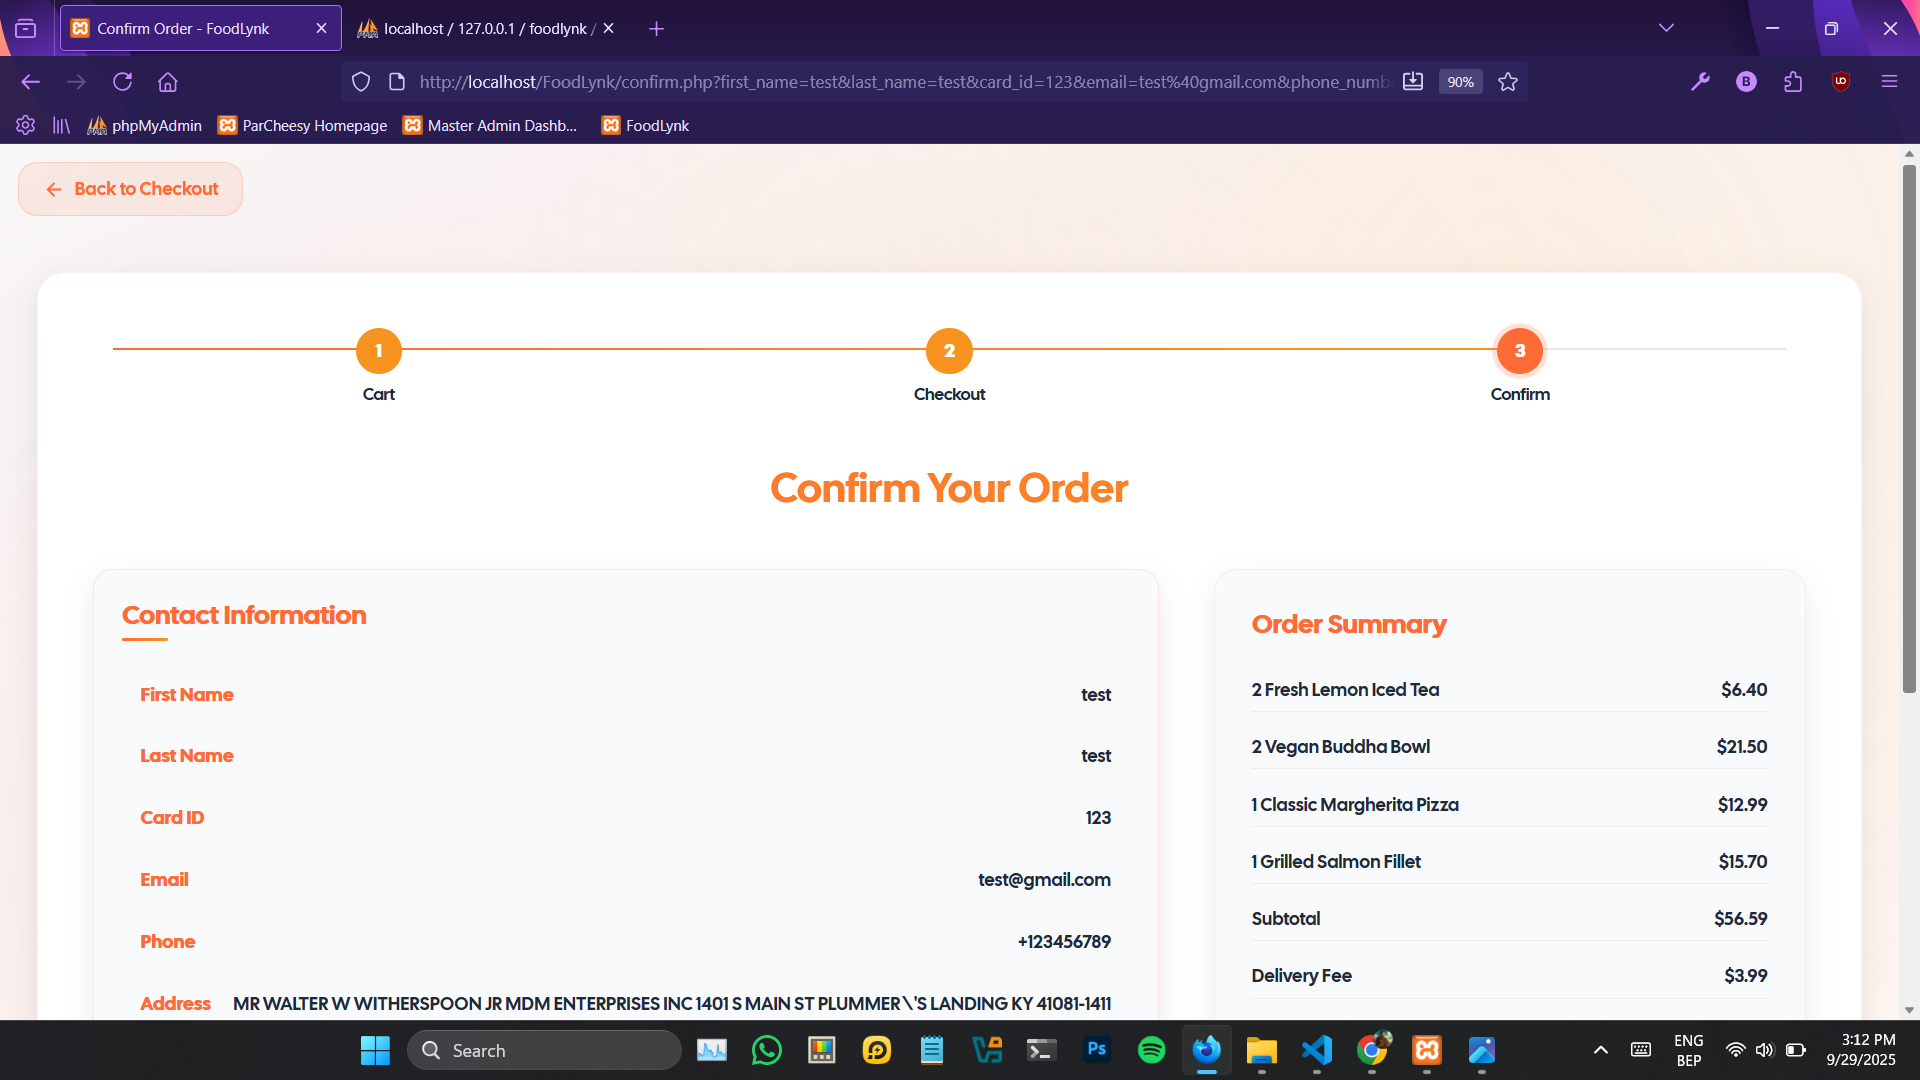 Confirm Order - FoodLynk
localhost / 127.0.0.1 / foodlynk /
http://localhost/FoodLynk/confirm.php?first_name=test&last_name=test&card_id=123&email=test%40gmail.com&phone_numb
90%
B
phpMyAdmin
ParCheesy Homepage
Master Admin Dashb...
FoodLynk
Back to Checkout
1
2
3
Cart
Checkout
Confirm
Confirm Your Order
Contact Information
First Name test
Last Name test
Card ID 123
Email test@gmail.com
Phone +123456789
Address MR WALTER W WITHERSPOON JR MDM ENTERPRISES INC 1401 S MAIN ST PLUMMER\'S LANDING KY 41081-1411
Order Summary
2 Fresh Lemon Iced Tea $6.40
2 Vegan Buddha Bowl $21.50
1 Classic Margherita Pizza $12.99
1 Grilled Salmon Fillet $15.70
Subtotal $56.59
Delivery Fee $3.99
Search
Ps
ENG
BEP
3:12 PM
9/29/2025